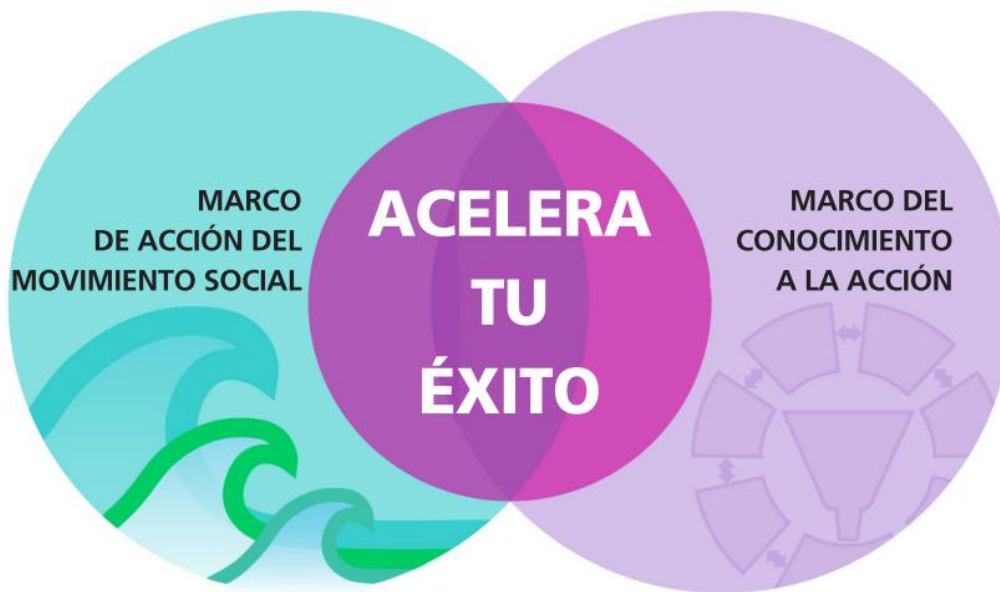 MARCO
DE ACCIÓN DEL
MOVIMIENTO SOCIAL
ACELERA
TU
ÉXITO
MARCO DEL
CONOCIMIENTO
A LA ACCIÓN